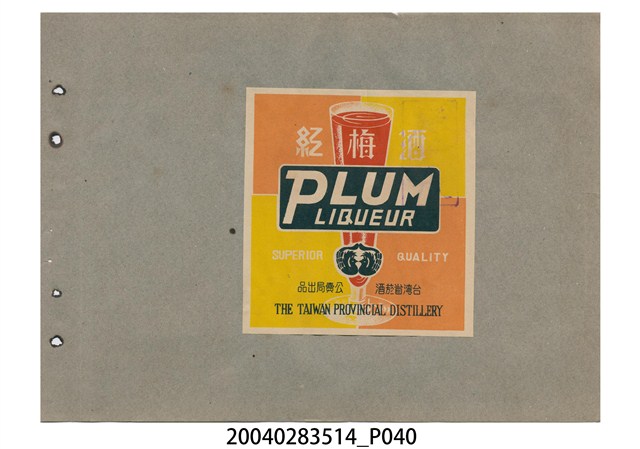 紅梅酒
PLUM
LIQUEUR
SUPERIOR QUALITY
台灣省菸酒公賣局出品
THE TAIWAN PROVINCIAL DISTILLERY
20040283514_P040